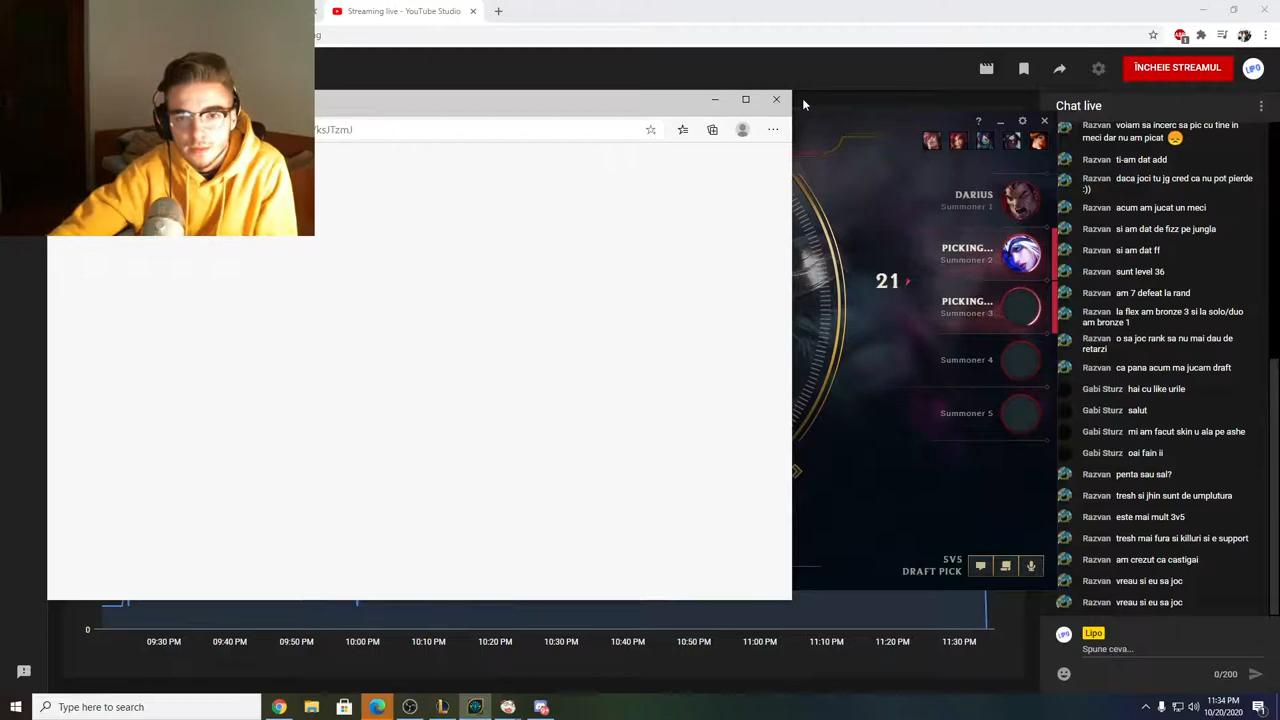 Streaming live - YouTube Studio
ng
1
ÎNCHEIE STREAMUL
LIPO
/ksJTzmJ
Chat live
DARIUS
Summoner 1
PICKING...
Summoner 2
21
PICKING...
Summoner 3
Summoner 4
Summoner 5
5V5
DRAFT PICK
Razvan voiam sa incerc sa pic cu tine in
meci dar nu am picat
Razvan ti-am dat add
Razvan daca joci tu jg cred ca nu pot pierde
:))
Razvan acum am jucat un meci
Razvan si am dat de fizz pe jungla
Razvan si am dat ff
Razvan sunt level 36
Razvan am 7 defeat la rand
Razvan la flex am bronze 3 si la solo/duo
am bronze 1
Razvan o sa joc rank sa nu mai dau de
retarzi
Razvan ca pana acum ma jucam draft
Gabi Sturz hai cu like urile
Gabi Sturz salut
Gabi Sturz mi am facut skin u ala pe ashe
Gabi Sturz oai fain ii
Razvan penta sau sal?
Razvan tresh si jhin sunt de umplutura
Razvan este mai mult 3v5
Razvan tresh mai fura si killuri si e support
Razvan am crezut ca castigai
Razvan vreau si eu sa joc
Razvan vreau si eu sa joc
LIPO
Lipo
Spune ceva...
0/200
0
09:30 PM 09:40 PM 09:50 PM 10:00 PM 10:10 PM 10:20 PM 10:30 PM 10:40 PM 10:50 PM 11:00 PM 11:10 PM 11:20 PM 11:30 PM
Type here to search
11:34 PM
10/20/2020
1